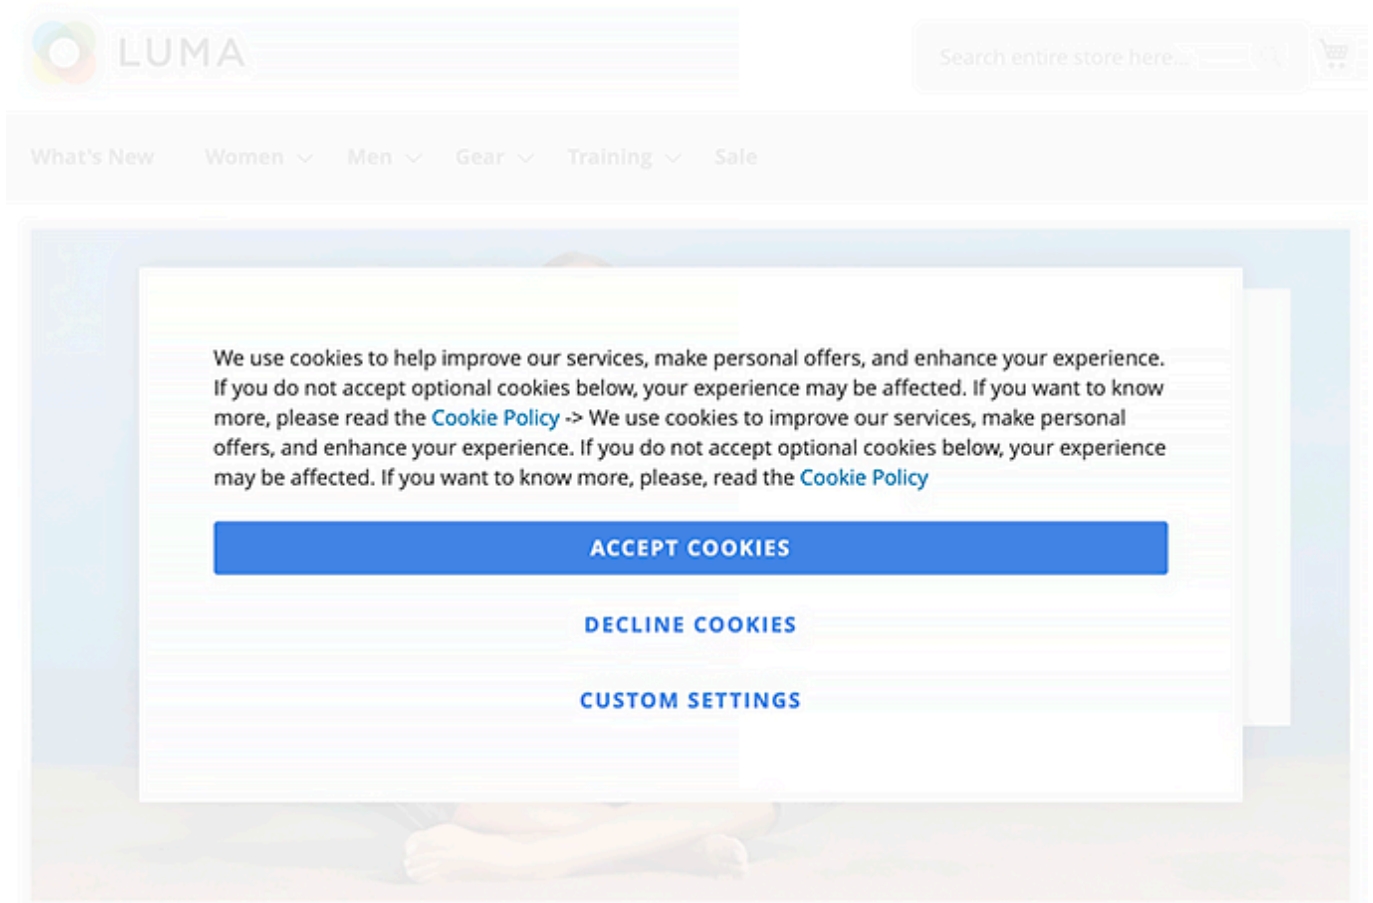 LUMA
Search entire store here...
What's New Women Men Gear Training Sale
We use cookies to help improve our services, make personal offers, and enhance your experience.
If you do not accept optional cookies below, your experience may be affected. If you want to know
more, please read the Cookie Policy -> We use cookies to improve our services, make personal
offers, and enhance your experience. If you do not accept optional cookies below, your experience
may be affected. If you want to know more, please, read the Cookie Policy
ACCEPT COOKIES
DECLINE COOKIES
CUSTOM SETTINGS